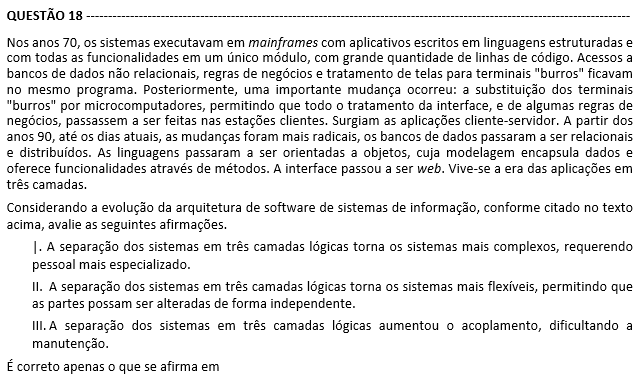 QUESTÃO 18 ----------------------------------------------------------------------------------------------------------------------------
Nos anos 70, os sistemas executavam em mainframes com aplicativos escritos em linguagens estruturadas e
com todas as funcionalidades em um único módulo, com grande quantidade de linhas de código. Acessos a
bancos de dados não relacionais, regras de negócios e tratamento de telas para terminais "burros" ficavam
no mesmo programa. Posteriormente, uma importante mudança ocorreu: a substituição dos terminais
"burros" por microcomputadores, permitindo que todo o tratamento da interface, e de algumas regras de
negócios, passassem a ser feitas nas estações clientes. Surgiam as aplicações cliente-servidor. A partir dos
anos 90, até os dias atuais, as mudanças foram mais radicais, os bancos de dados passaram a ser relacionais
e distribuídos. As linguagens passaram a ser orientadas a objetos, cuja modelagem encapsula dados e
oferece funcionalidades através de métodos. A interface passou a ser web. Vive-se a era das aplicações em
três camadas.
Considerando a evolução da arquitetura de software de sistemas de informação, conforme citado no texto
acima, avalie as seguintes afirmações.
|. A separação dos sistemas em três camadas lógicas torna os sistemas mais complexos, requerendo
pessoal mais especializado.
II. A separação dos sistemas em três camadas lógicas torna os sistemas mais flexíveis, permitindo que
as partes possam ser alteradas de forma independente.
III. A separação dos sistemas em três camadas lógicas aumentou o acoplamento, dificultando a
manutenção.
É correto apenas o que se afirma em